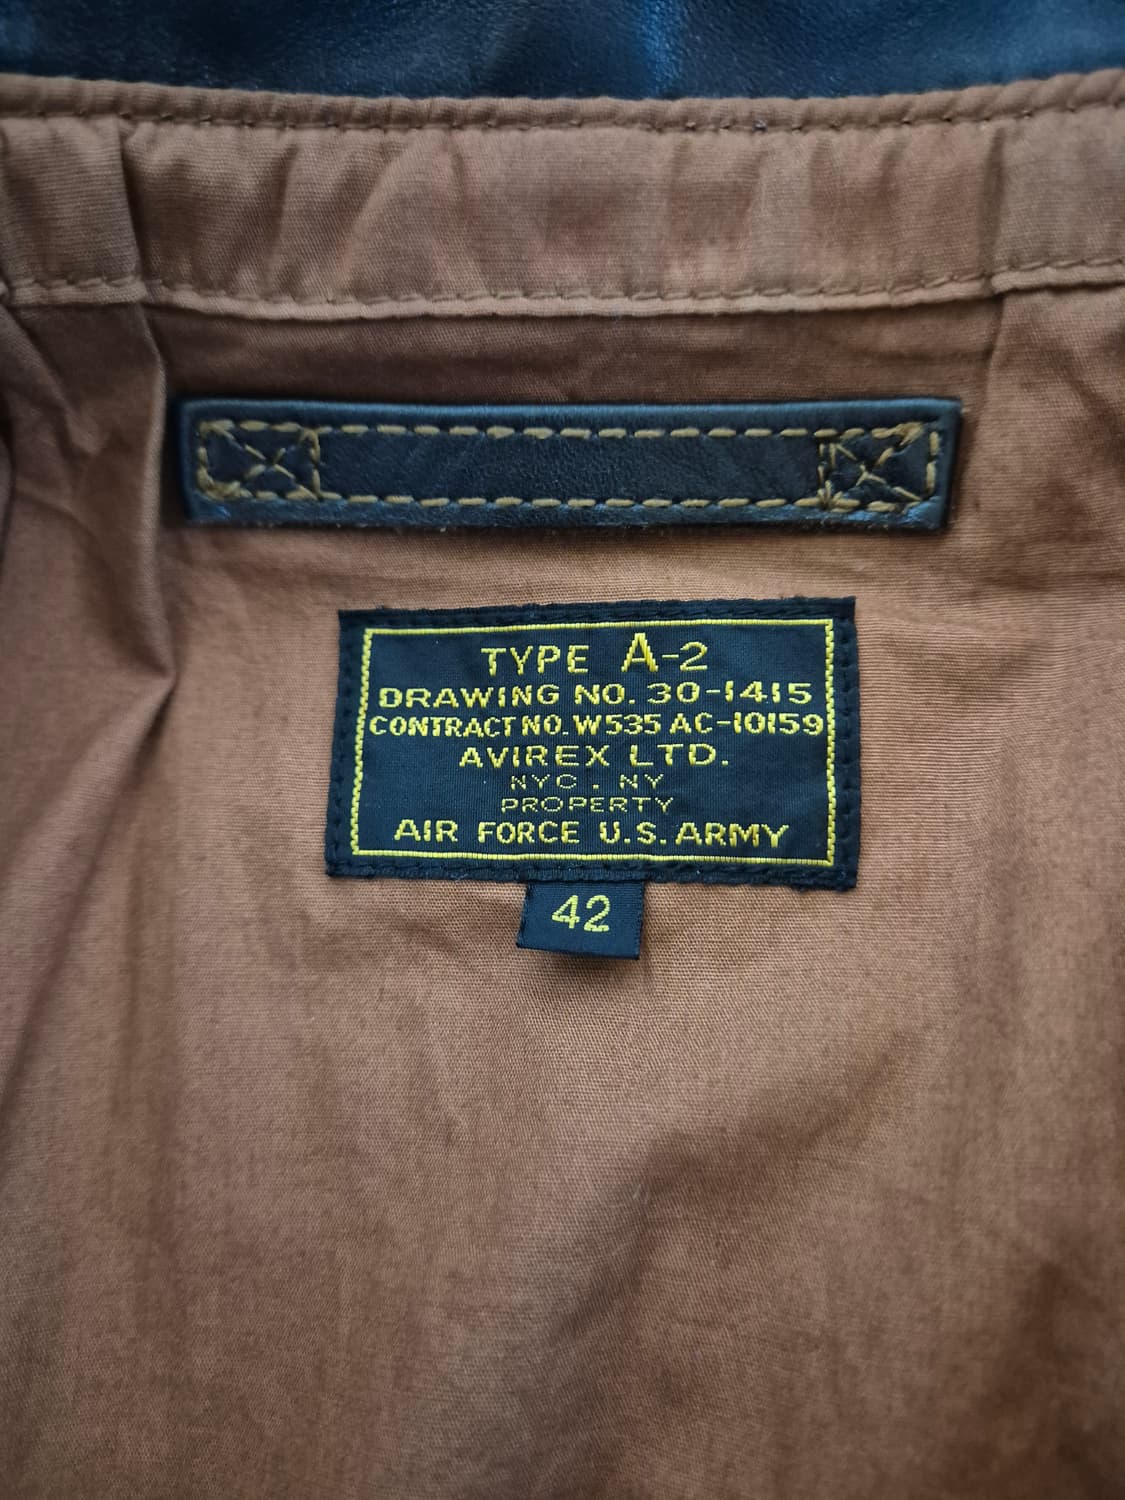 TYPE A-2
DRAWING NO. 30-1415
CONTRACT NO. W535 AC-10159
AVIREX LTD.
NYC . NY
PROPERTY
AIR FORCE U.S. ARMY
42